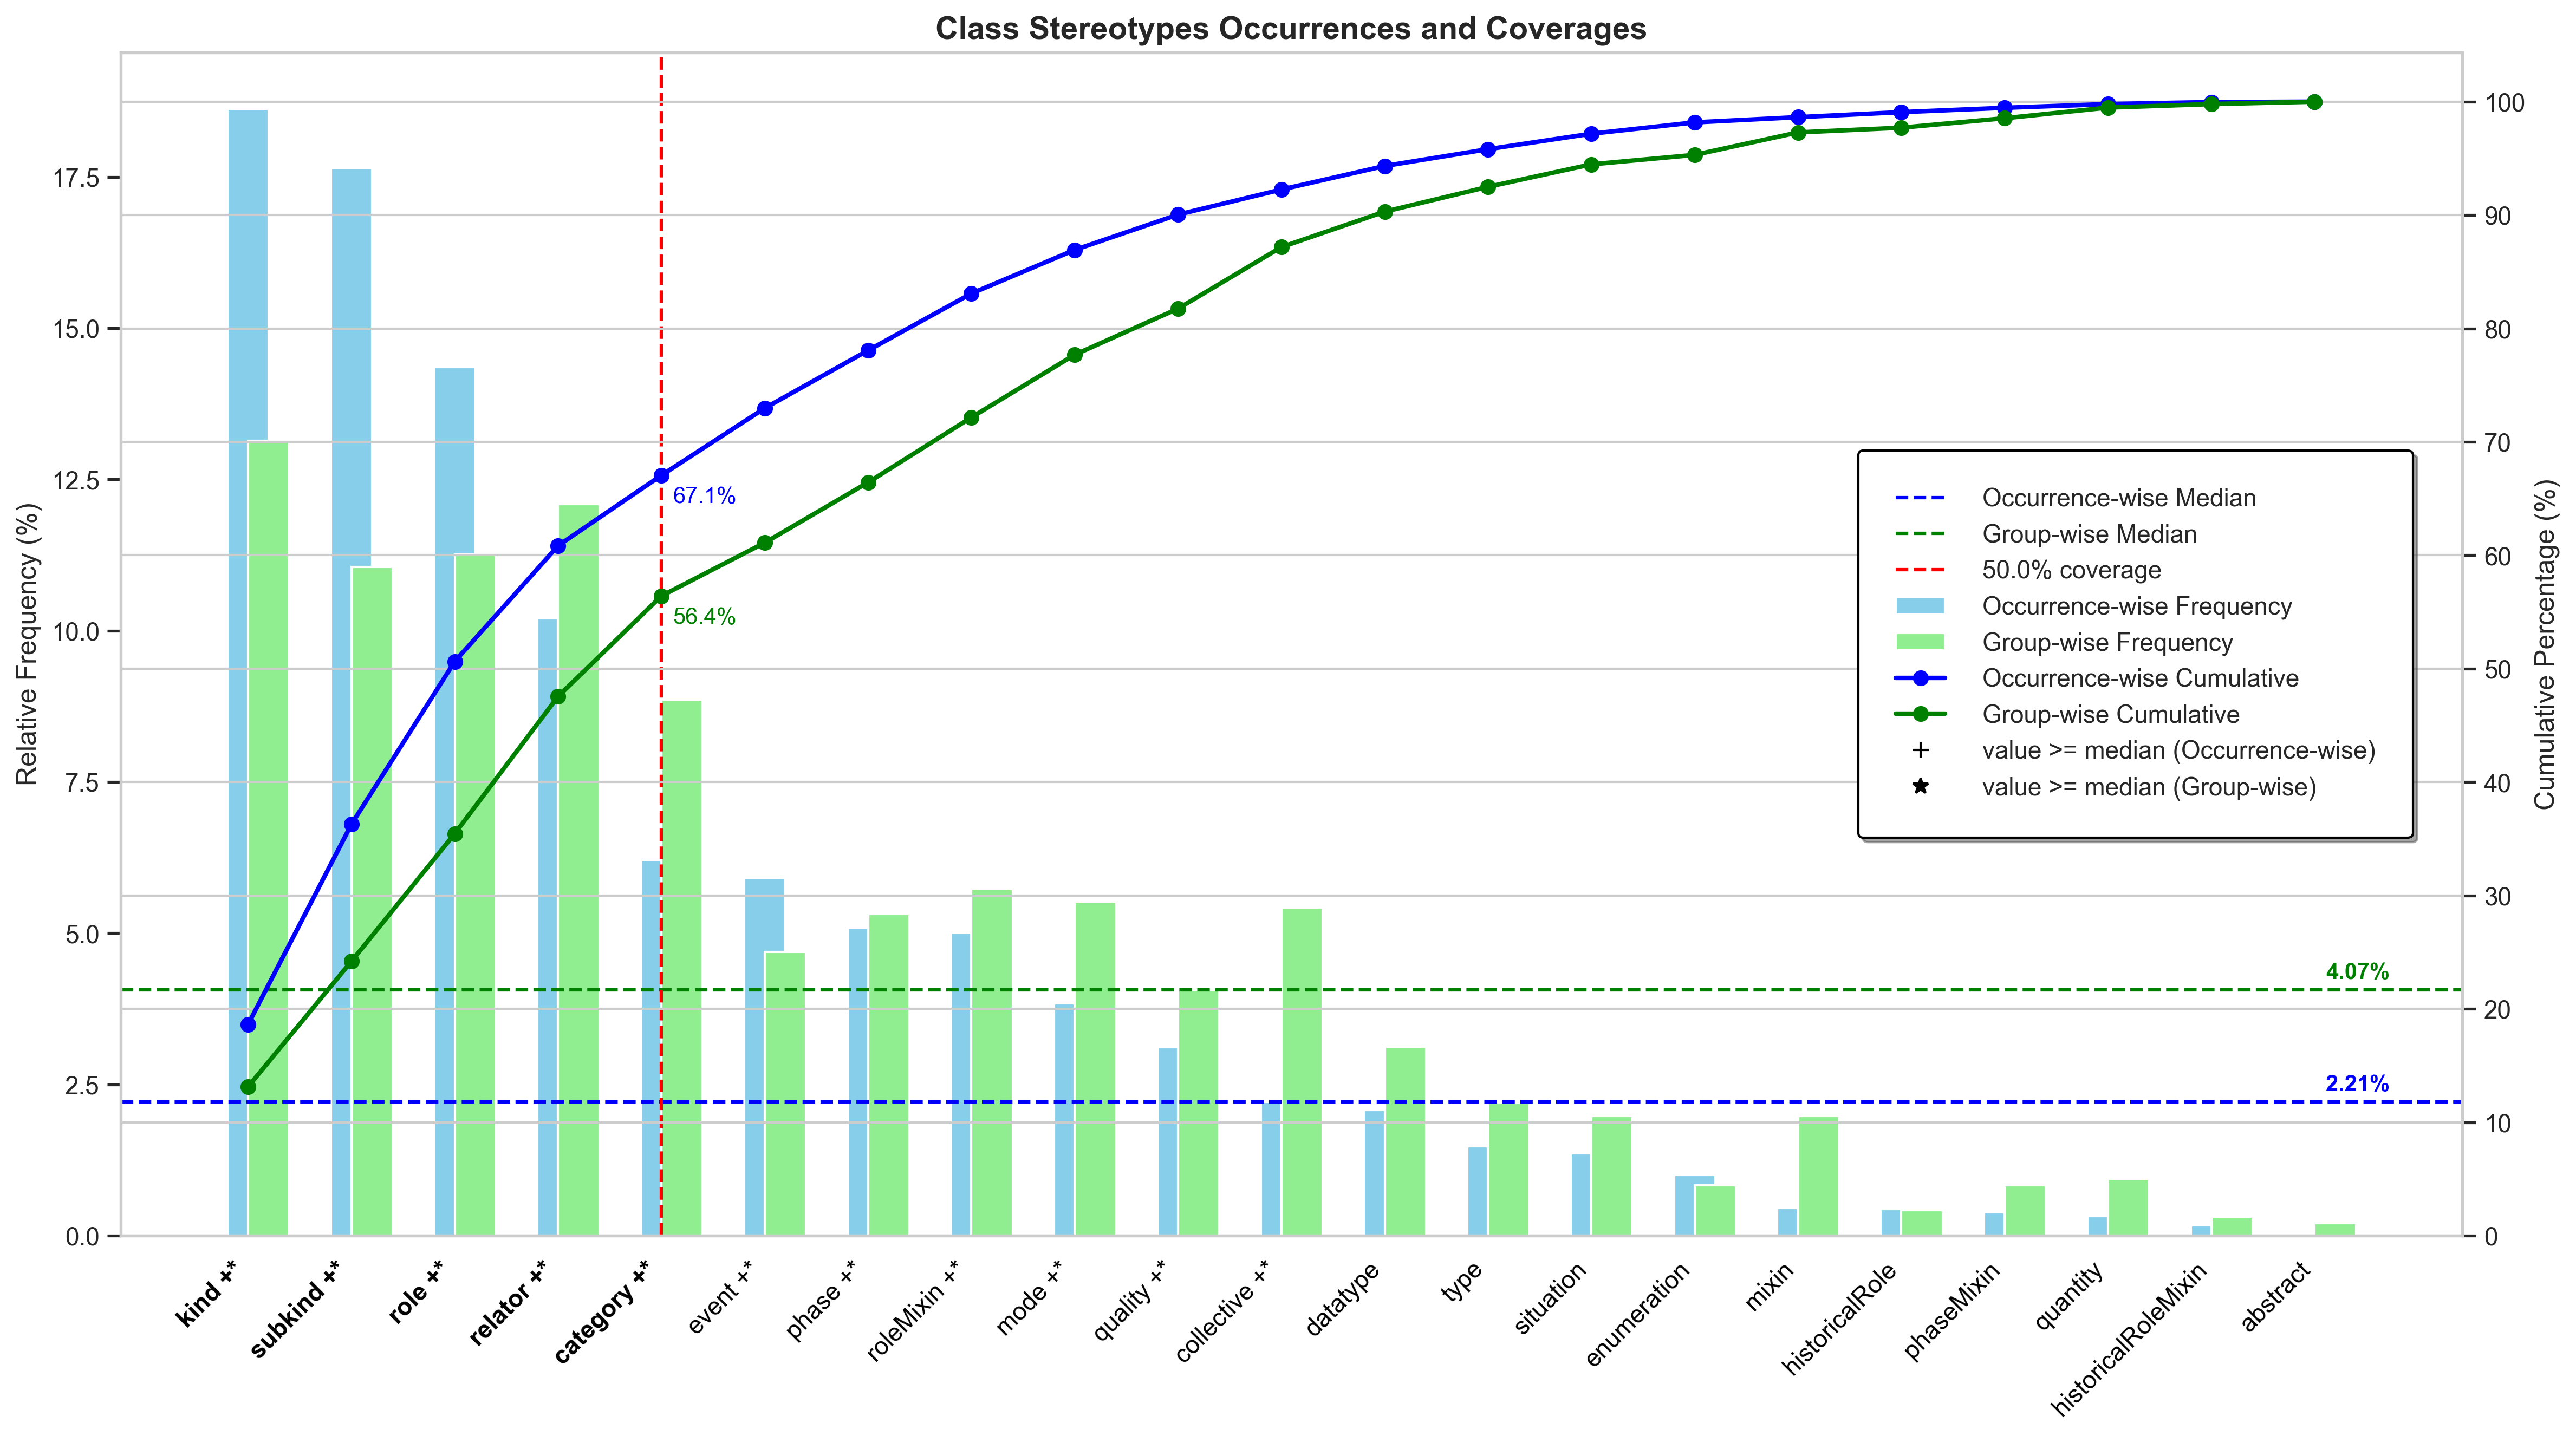 Class Stereotypes Occurrences and Coverages
Relative Frequency (%)
17.5
15.0
12.5
10.0
7.5
5.0
2.5
0.0
67.1%
56.4%
4.07%
2.21%
Occurrence-wise Median
Group-wise Median
50.0% coverage
Occurrence-wise Frequency
Group-wise Frequency
Occurrence-wise Cumulative
Group-wise Cumulative
value >= median (Occurrence-wise)
value >= median (Group-wise)
100
90
80
70
60
50
40
30
20
10
0
Cumulative Percentage (%)
kind +*
subkind +*
role +*
relator +*
category +*
event +*
phase +*
roleMixin +*
mode +*
quality +*
collective +*
datatype
type
situation
enumeration
mixin
historicalRole
phaseMixin
quantity
historicalRoleMixin
abstract